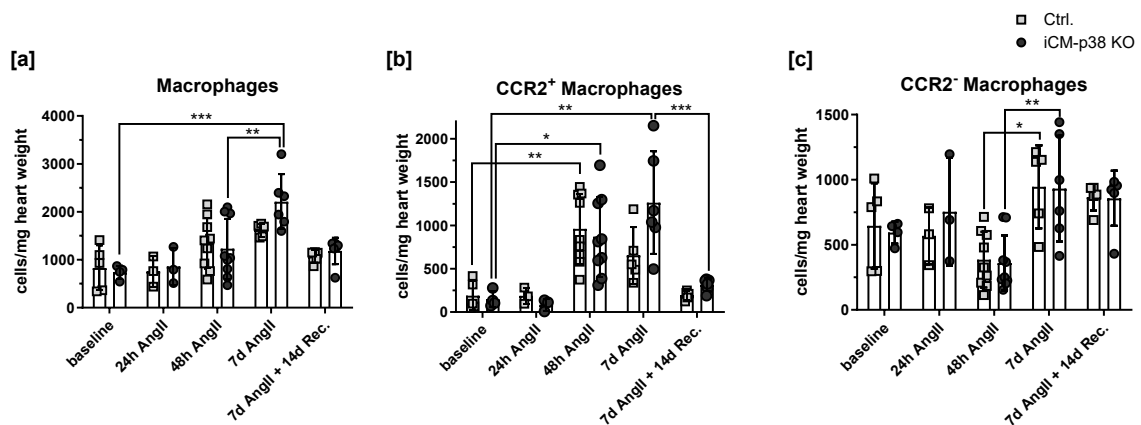 Ctrl.
iCM-p38 KO
[a]
Macrophages
cells/mg heart weight
4000
3000
2000
1000
0
***
**
baseline
24h AngII
48h AngII
7d AngII
7d AngII + 14d Rec.
[b]
CCR2+ Macrophages
cells/mg heart weight
2000
1500
1000
500
250
0
**
***
*
**
baseline
24h AngII
48h AngII
7d AngII
7d AngII + 14d Rec.
[c]
CCR2- Macrophages
cells/mg heart weight
1500
1000
500
0
**
*
baseline
24h AngII
48h AngII
7d AngII
7d AngII + 14d Rec.